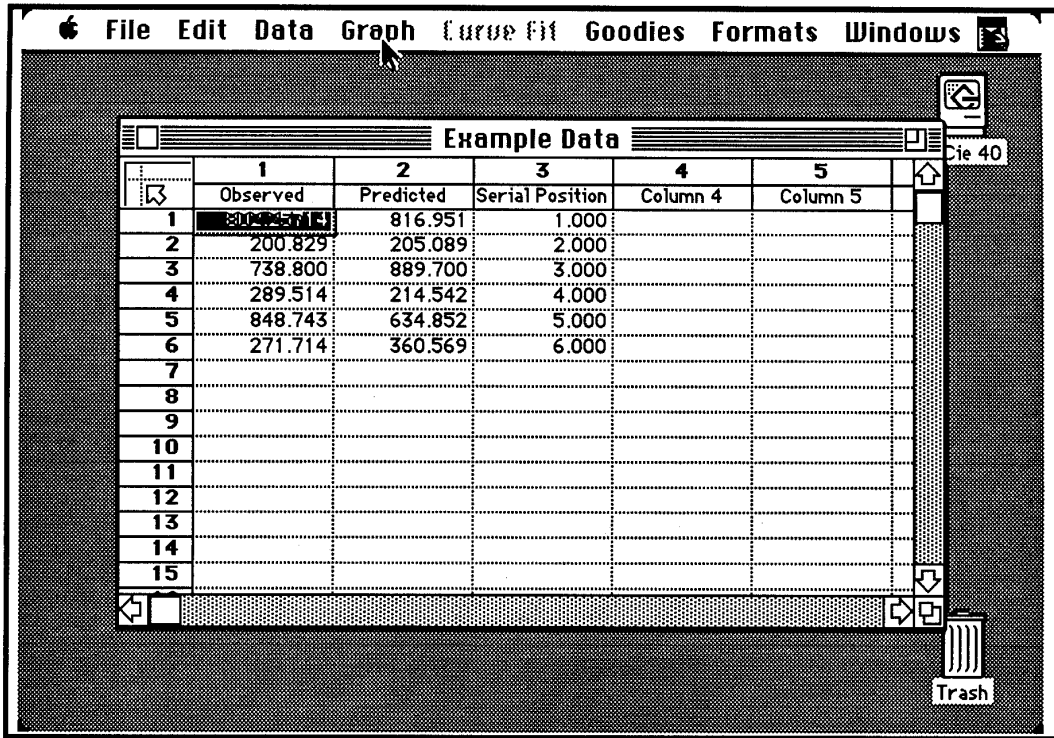 File Edit Data Graph Curve Fit Goodies Formats Windows
Example Data
Cie 40
1 2 3 4 5
Observed Predicted Serial Position Column 4 Column 5
1 816.951 1.000
2 200.829 205.089 2.000
3 738.800 889.700 3.000
4 289.514 214.542 4.000
5 848.743 634.852 5.000
6 271.714 360.569 6.000
7
8
9
10
11
12
13
14
15
Trash